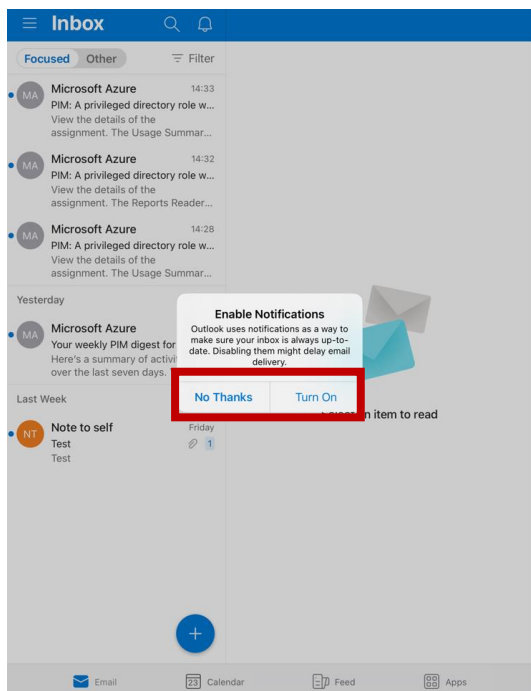 Inbox
Focused Other Filter
MA Microsoft Azure 14:33
PIM: A privileged directory role w...
View the details of the
assignment. The Usage Summar...
MA Microsoft Azure 14:32
PIM: A privileged directory role w...
View the details of the
assignment. The Reports Reader...
MA Microsoft Azure 14:28
PIM: A privileged directory role w...
View the details of the
assignment. The Usage Summar...
Yesterday
MA Microsoft Azure
Your weekly PIM digest for
Here's a summary of activi
over the last seven days.
Enable Notifications
Outlook uses notifications as a way to
make sure your inbox is always up-to-
date. Disabling them might delay email
delivery.
No Thanks Turn On
Last Week
NT Note to self Friday
Test 1
Test
item to read
Email 23 Calendar Feed Apps